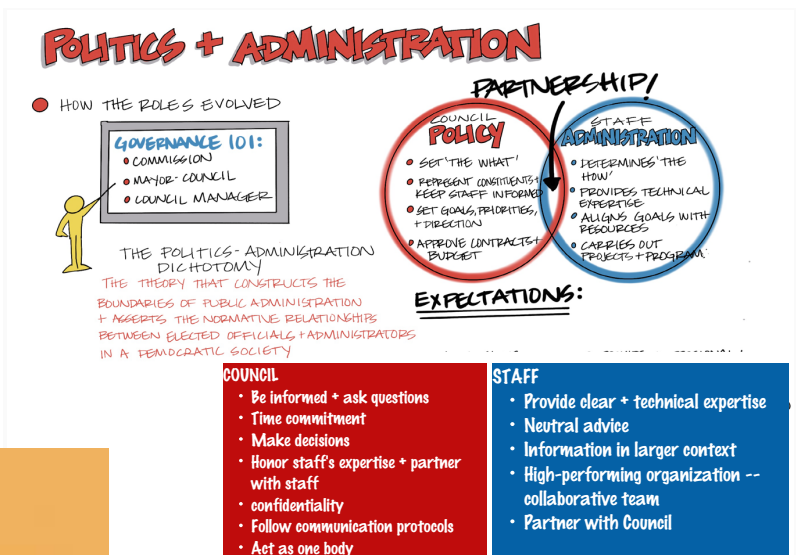 POLITICS + ADMINISTRATION
HOW THE ROLES EVOLVED
GOVERNANCE 101:
COMMISSION
MAYOR-COUNCIL
COUNCIL MANAGER
THE POLITICS-ADMINISTRATION
DICHOTOMY
THE THEORY THAT CONSTRUCTS THE
BOUNDARIES OF PUBLIC ADMINISTRATION
+ ASSERTS THE NORMATIVE RELATIONSHIPS
BETWEEN ELECTED OFFICIALS + ADMINISTRATORS
IN A DEMOCRATIC SOCIETY
PARTNERSHIP!
COUNCIL
POLICY
SET 'THE WHAT'
REPRESENT CONSTITUENTS +
KEEP STAFF INFORMED
SET GOALS, PRIORITIES,
+ DIRECTION
APPROVE CONTRACTS +
BUDGET
STAFF
ADMINISTRATION
DETERMINES 'THE
HOW'
PROVIDES TECHNICAL
EXPERTISE
ALIGNS GOALS WITH
RESOURCES
CARRIES OUT
PROJECTS + PROGRAM
EXPECTATIONS:
COUNCIL
• Be informed + ask questions
• Time commitment
• Make decisions
• Honor staff's expertise + partner
with staff
• confidentiality
• Follow communication protocols
• Act as one body
STAFF
• Provide clear + technical expertise
• Neutral advice
• Information in larger context
• High-performing organization --
collaborative team
• Partner with Council